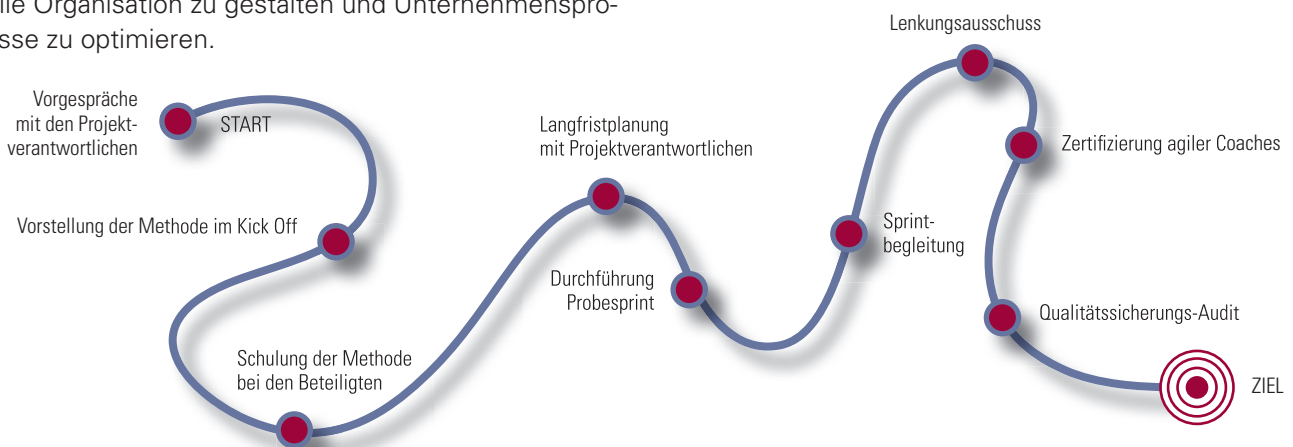 Organisation zu gestalten und Unternehmenspro-
sse zu optimieren.
Vorgespräche
mit den Projekt-
verantwortlichen
START
Vorstellung der Methode im Kick Off
Schulung der Methode
bei den Beteiligten
Langfristplanung
mit Projektverantwortlichen
Durchführung
Probesprint
Sprint-
begleitung
Lenkungsausschuss
Zertifizierung agiler Coaches
Qualitätssicherungs-Audit
ZIEL